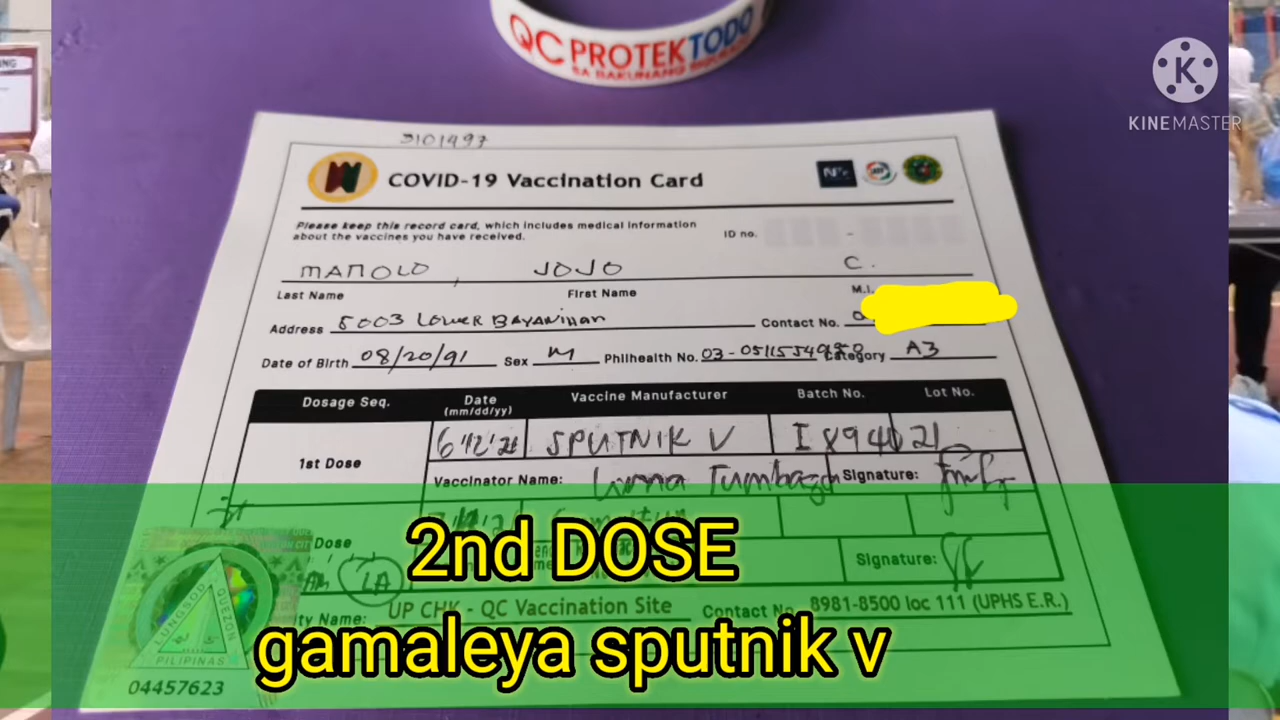 QC PROTEKTODO
SA BAKUNANG
KINEMASTER
3101997
COVID-19 Vaccination Card
Please keep this record card, which includes medical information
about the vaccines you have received.
ID no. -
MANOLO, JOJO C.
Last Name First Name M.I.
Address 5003 LOWER BAYANIHAN Contact No. 0
Date of Birth 08/20/91 Sex M Philhealth No. Category A3
Dosage Seq. Date Vaccine Manufacturer Batch No. Lot No.
(mm/dd/yy)
1st Dose 6/12/21 SPUTNIK V
Vaccinator Name: Signature:
Dose
2nd DOSE
Signature:
UP CHK - QC Vaccination Site Contact No. 8981-8500 loc 111 (UPHS E.R.)
gamaleya sputnik v
LUNGSOD QUEZON
PILIPINAS
04457623